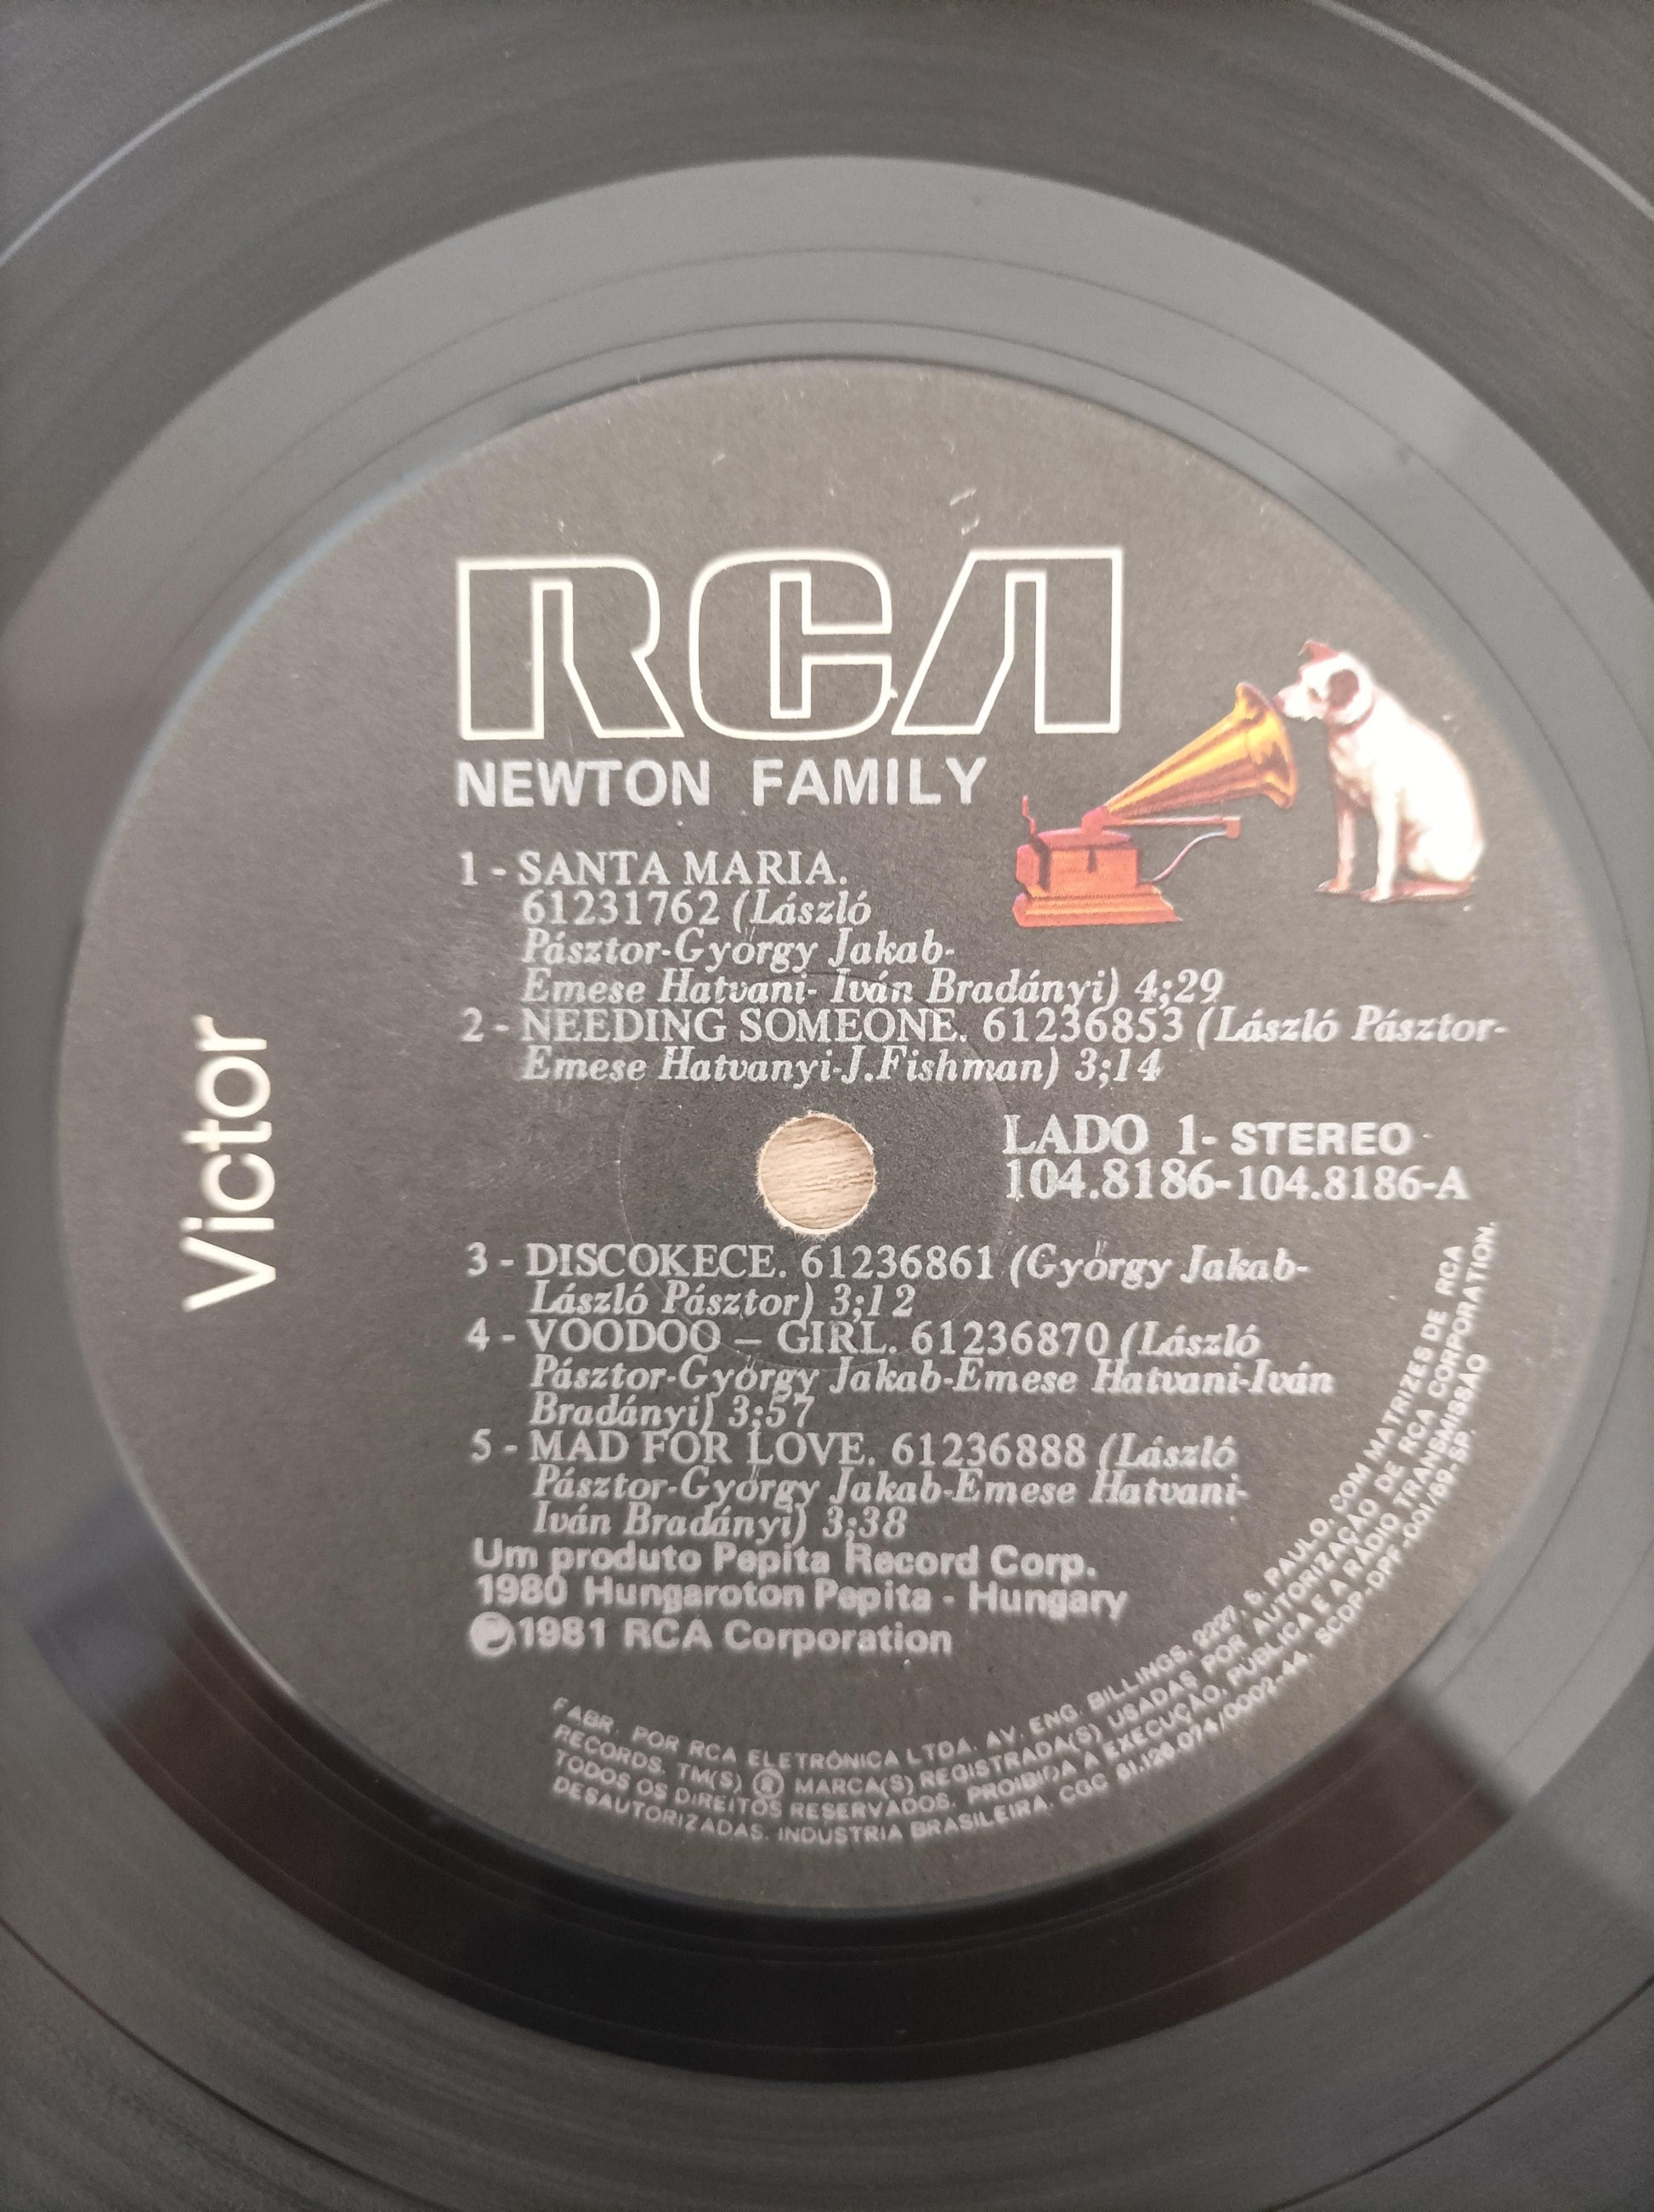 RCA
NEWTON FAMILY
1 - SANTA MARIA.
61231762 (László
Pásztor-György Jakab-
Emese Hatvani- Iván Bradányi) 4;29
2 - NEEDING SOMEONE. 61236853 (László Pásztor-
Emese Hatvanyi-J.Fishman) 3;14
Victor
LADO 1- STEREO
104.8186-104.8186-A
3 - DISCOKECE. 61236861 (György Jakab-
László Pásztor) 3;12
4 - VOODOO – GIRL. 61236870 (László
Pásztor-György Jakab-Emese Hatvani-Iván
Bradányi) 3;57
5 - MAD FOR LOVE. 61236888 (László
Pásztor-György Jakab-Emese Hatvani-
Iván Bradányi) 3;38
Um produto Pepita Record Corp.
1980 Hungaroton Pepita - Hungary
℗1981 RCA Corporation
FABR. POR RCA ELETRÔNICA LTDA. AV. ENG. BILLINGS, 2227, S. PAULO, COM MATRIZES DE RCA
RECORDS. TM(S) ® MARCA(S) REGISTRADA(S) USADAS POR AUTORIZAÇÃO DE RCA CORPORATION.
TODOS OS DIREITOS RESERVADOS. PROIBIDA A EXECUÇÃO, PUBLICA E A RÁDIO TRANSMISSÃO
DESAUTORIZADAS. INDUSTRIA BRASILEIRA. CGC 61.126.074/0002-44. SCDP-DPF-001/69-SP.